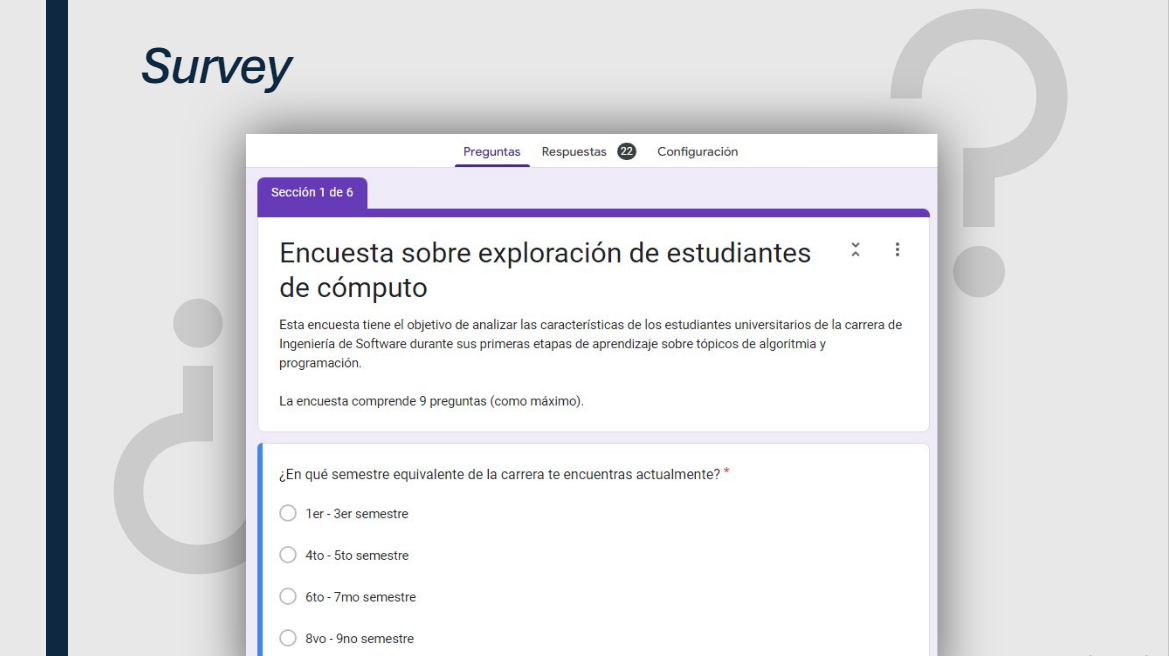 Survey
Preguntas Respuestas 22 Configuración
Sección 1 de 6
Encuesta sobre exploración de estudiantes
de cómputo
Esta encuesta tiene el objetivo de analizar las características de los estudiantes universitarios de la carrera de
Ingeniería de Software durante sus primeras etapas de aprendizaje sobre tópicos de algoritmia y
programación.
La encuesta comprende 9 preguntas (como máximo).
¿En qué semestre equivalente de la carrera te encuentras actualmente? *
1er - 3er semestre
4to - 5to semestre
6to - 7mo semestre
8vo - 9no semestre
¿
?